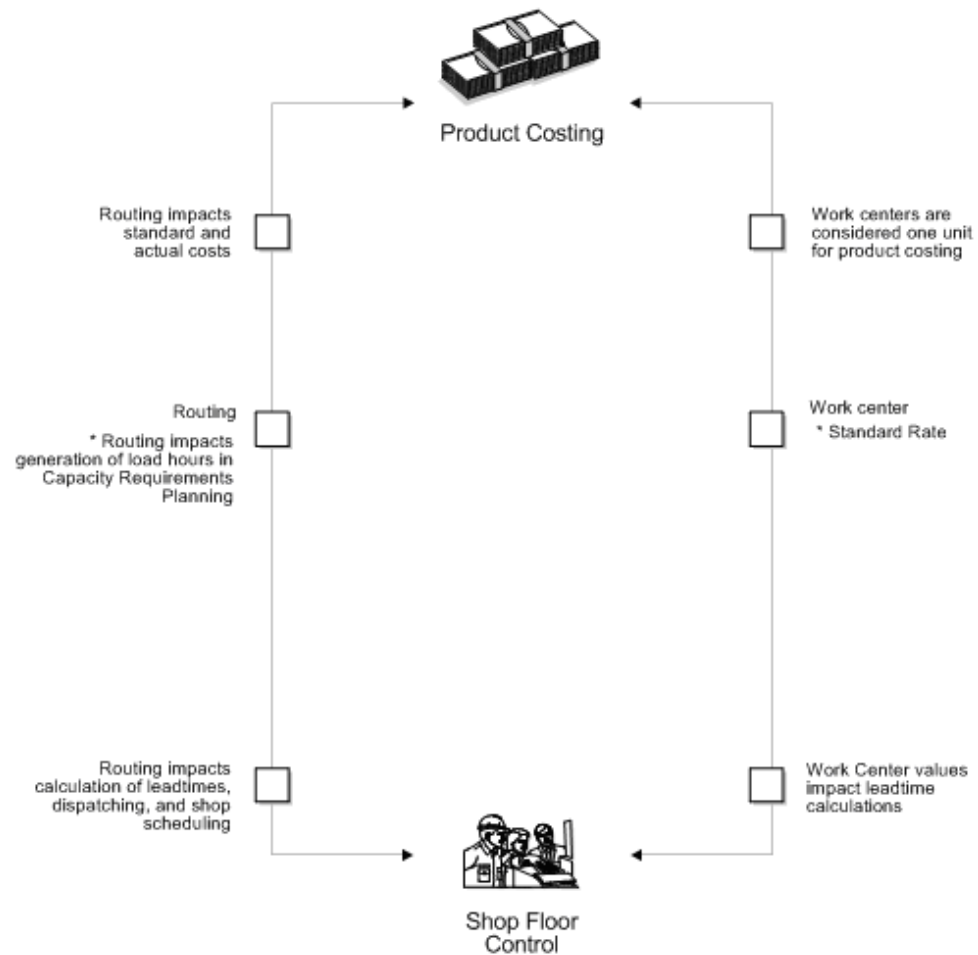 Product Costing
Routing impacts
standard and
actual costs
Work centers are
considered one unit
for product costing
Routing
* Routing impacts
generation of load hours in
Capacity Requirements
Planning
Work center
* Standard Rate
Routing impacts
calculation of leadtimes,
dispatching, and shop
scheduling
Work Center values
impact leadtime
calculations
Shop Floor
Control